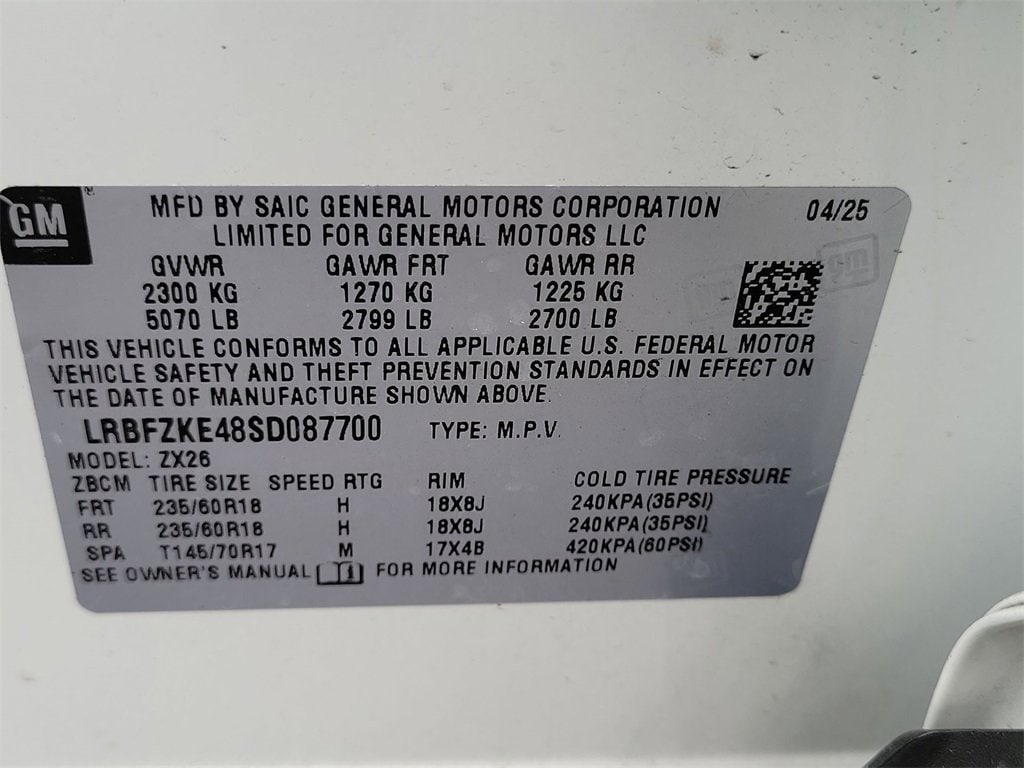 GM
MFD BY SAIC GENERAL MOTORS CORPORATION 04/25
LIMITED FOR GENERAL MOTORS LLC
GVWR GAWR FRT GAWR RR
2300 KG 1270 KG 1225 KG
5070 LB 2799 LB 2700 LB
THIS VEHICLE CONFORMS TO ALL APPLICABLE U.S. FEDERAL MOTOR
VEHICLE SAFETY AND THEFT PREVENTION STANDARDS IN EFFECT ON
THE DATE OF MANUFACTURE SHOWN ABOVE.
LRBFZKE48SD087700 TYPE: M.P.V.
MODEL: ZX26
ZBCM TIRE SIZE SPEED RTG RIM COLD TIRE PRESSURE
FRT 235/60R18 H 18X8J 240KPA(35PSI)
RR 235/60R18 H 18X8J 240KPA(35PSI)
SPA T145/70R17 M 17X4B 420KPA(60PSI)
SEE OWNER'S MANUAL FOR MORE INFORMATION